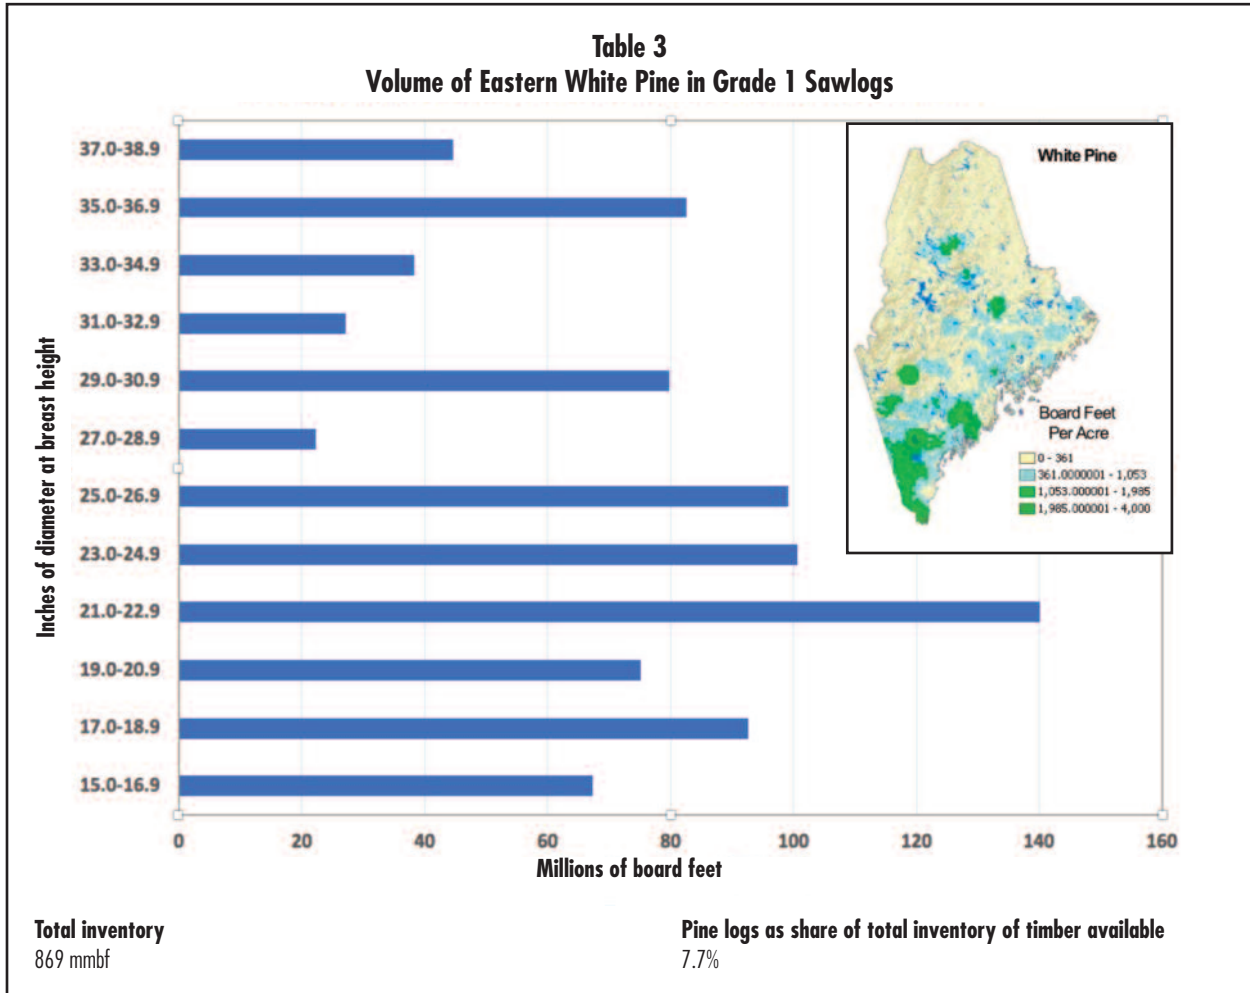 Table 3
Volume of Eastern White Pine in Grade 1 Sawlogs
37.0-38.9
35.0-36.9
33.0-34.9
31.0-32.9
29.0-30.9
27.0-28.9
25.0-26.9
23.0-24.9
21.0-22.9
19.0-20.9
17.0-18.9
15.0-16.9
Inches of diameter at breast height
0 20 40 60 80 100 120 140 160
Millions of board feet
White Pine
Board Feet
Per Acre
0 - 361
361.0000001 - 1,053
1,053.000001 - 1,985
1,985.000001 - 4,000
Total inventory
869 mmbf
Pine logs as share of total inventory of timber available
7.7%